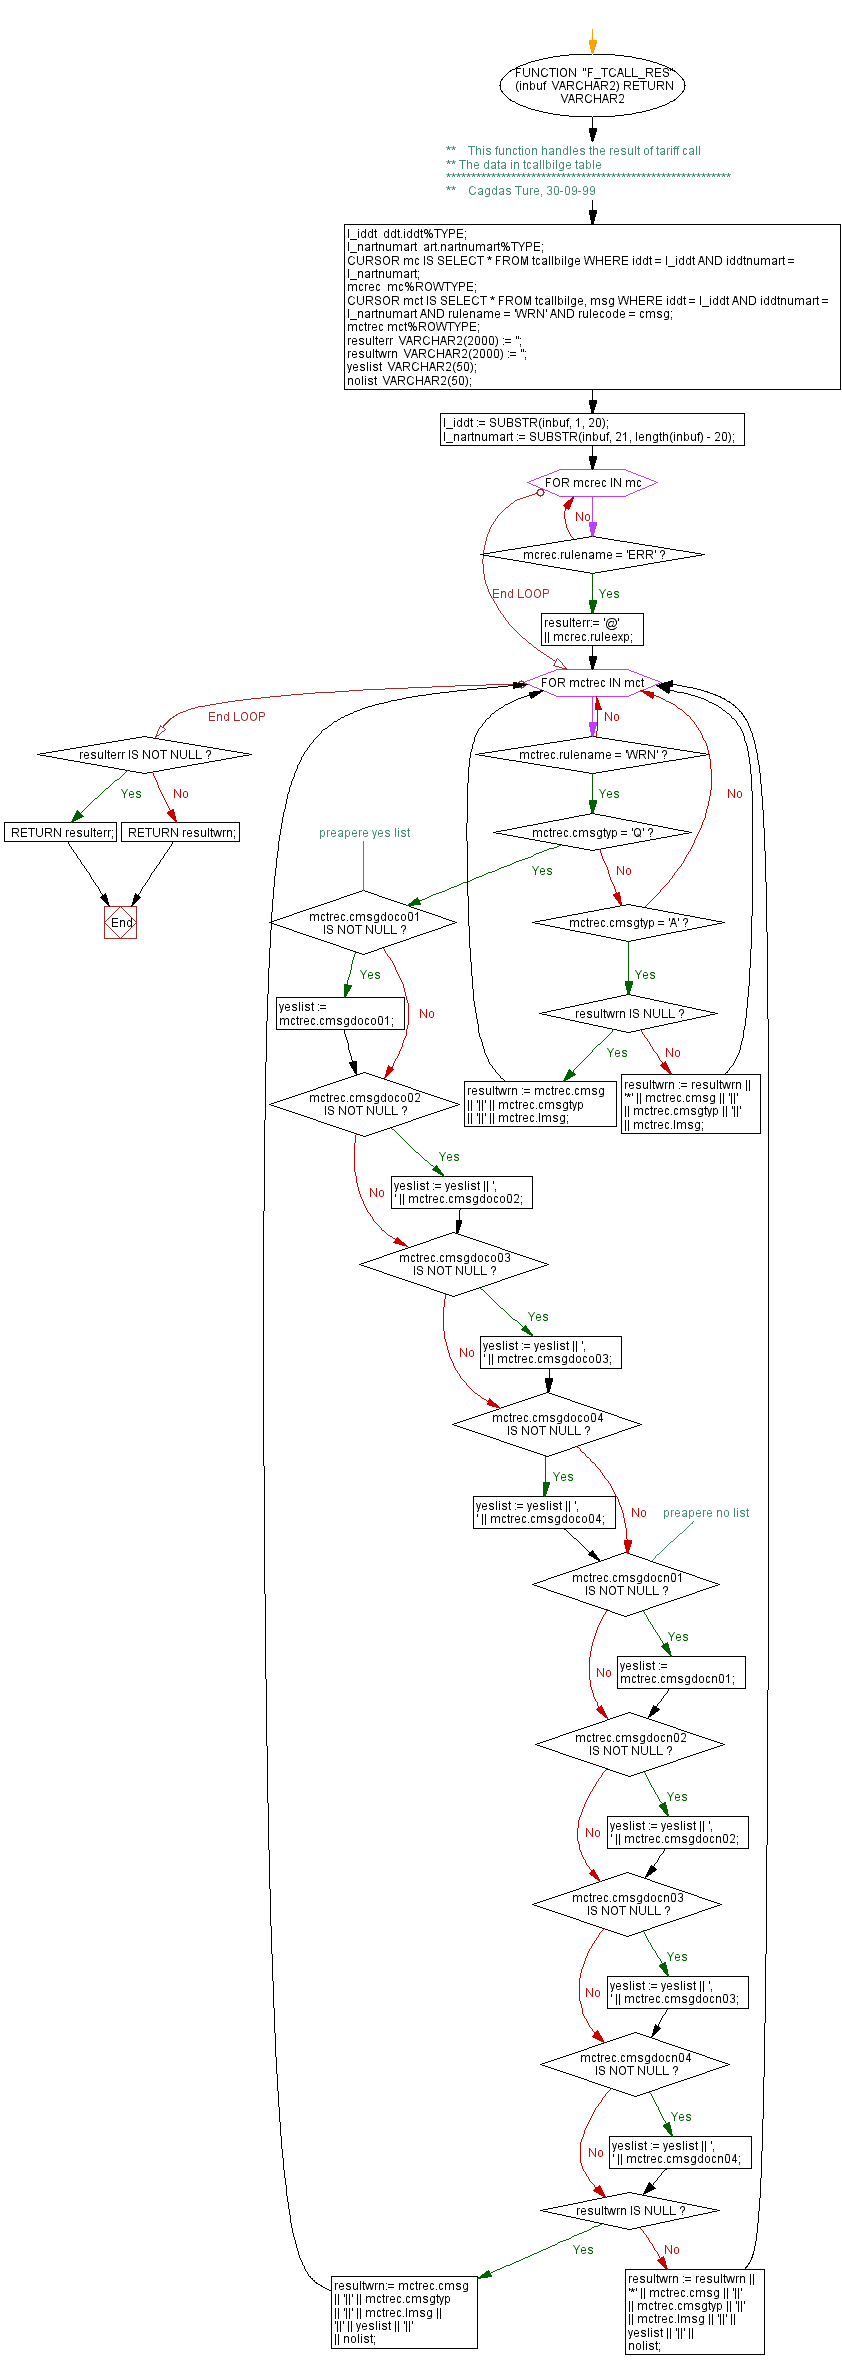 FUNCTION "F_TCALL_RES"
(inbuf VARCHAR2) RETURN
VARCHAR2
** This function handles the result of tariff call
** The data in tcallbilge table
*********************************************************
** Cagdas Ture, 30-09-99
l_iddt ddt.iddt%TYPE;
l_nartnumart art.nartnumart%TYPE;
CURSOR mc IS SELECT * FROM tcallbilge WHERE iddt = l_iddt AND iddtnumart =
l_nartnumart;
mcrec mc%ROWTYPE;
CURSOR mct IS SELECT * FROM tcallbilge, msg WHERE iddt = l_iddt AND iddtnumart =
l_nartnumart AND rulename = 'WRN' AND rulecode = cmsg;
mctrec mct%ROWTYPE;
resulterr VARCHAR2(2000) := '';
resultwrn VARCHAR2(2000) := '';
yeslist VARCHAR2(50);
nolist VARCHAR2(50);
l_iddt := SUBSTR(inbuf, 1, 20);
l_nartnumart := SUBSTR(inbuf, 21, length(inbuf) - 20);
FOR mcrec IN mc
No
mcrec.rulename = 'ERR' ?
End LOOP
Yes
resulterr:= '@'
|| mcrec.ruleexp;
FOR mctrec IN mct
End LOOP
No
resulterr IS NOT NULL ?
mctrec.rulename = 'WRN' ?
Yes
No
Yes
No
RETURN resulterr;
RETURN resultwrn;
preapere yes list
mctrec.cmsgtyp = 'Q' ?
Yes
No
End
mctrec.cmsgdoco01
IS NOT NULL ?
mctrec.cmsgtyp = 'A' ?
Yes
Yes
yeslist :=
mctrec.cmsgdoco01;
No
resultwrn IS NULL ?
Yes
No
mctrec.cmsgdoco02
IS NOT NULL ?
resultwrn := mctrec.cmsg
|| '||' || mctrec.cmsgtyp
|| '||' || mctrec.lmsg;
resultwrn := resultwrn ||
'*' || mctrec.cmsg || '||'
|| mctrec.cmsgtyp || '||'
|| mctrec.lmsg;
Yes
No
yeslist := yeslist || ',
' || mctrec.cmsgdoco02;
mctrec.cmsgdoco03
IS NOT NULL ?
Yes
No
yeslist := yeslist || ',
' || mctrec.cmsgdoco03;
mctrec.cmsgdoco04
IS NOT NULL ?
Yes
yeslist := yeslist || ',
' || mctrec.cmsgdoco04;
No
preapere no list
mctrec.cmsgdocn01
IS NOT NULL ?
Yes
No
yeslist :=
mctrec.cmsgdocn01;
mctrec.cmsgdocn02
IS NOT NULL ?
Yes
No
yeslist := yeslist || ',
' || mctrec.cmsgdocn02;
mctrec.cmsgdocn03
IS NOT NULL ?
Yes
No
yeslist := yeslist || ',
' || mctrec.cmsgdocn03;
mctrec.cmsgdocn04
IS NOT NULL ?
Yes
No
yeslist := yeslist || ',
' || mctrec.cmsgdocn04;
resultwrn IS NULL ?
Yes
No
resultwrn:= mctrec.cmsg
|| '||' || mctrec.cmsgtyp
|| '||' || mctrec.lmsg ||
'||' || yeslist || '||'
|| nolist;
resultwrn := resultwrn ||
'*' || mctrec.cmsg || '||'
|| mctrec.cmsgtyp || '||'
|| mctrec.lmsg || '||' ||
yeslist || '||' ||
nolist;